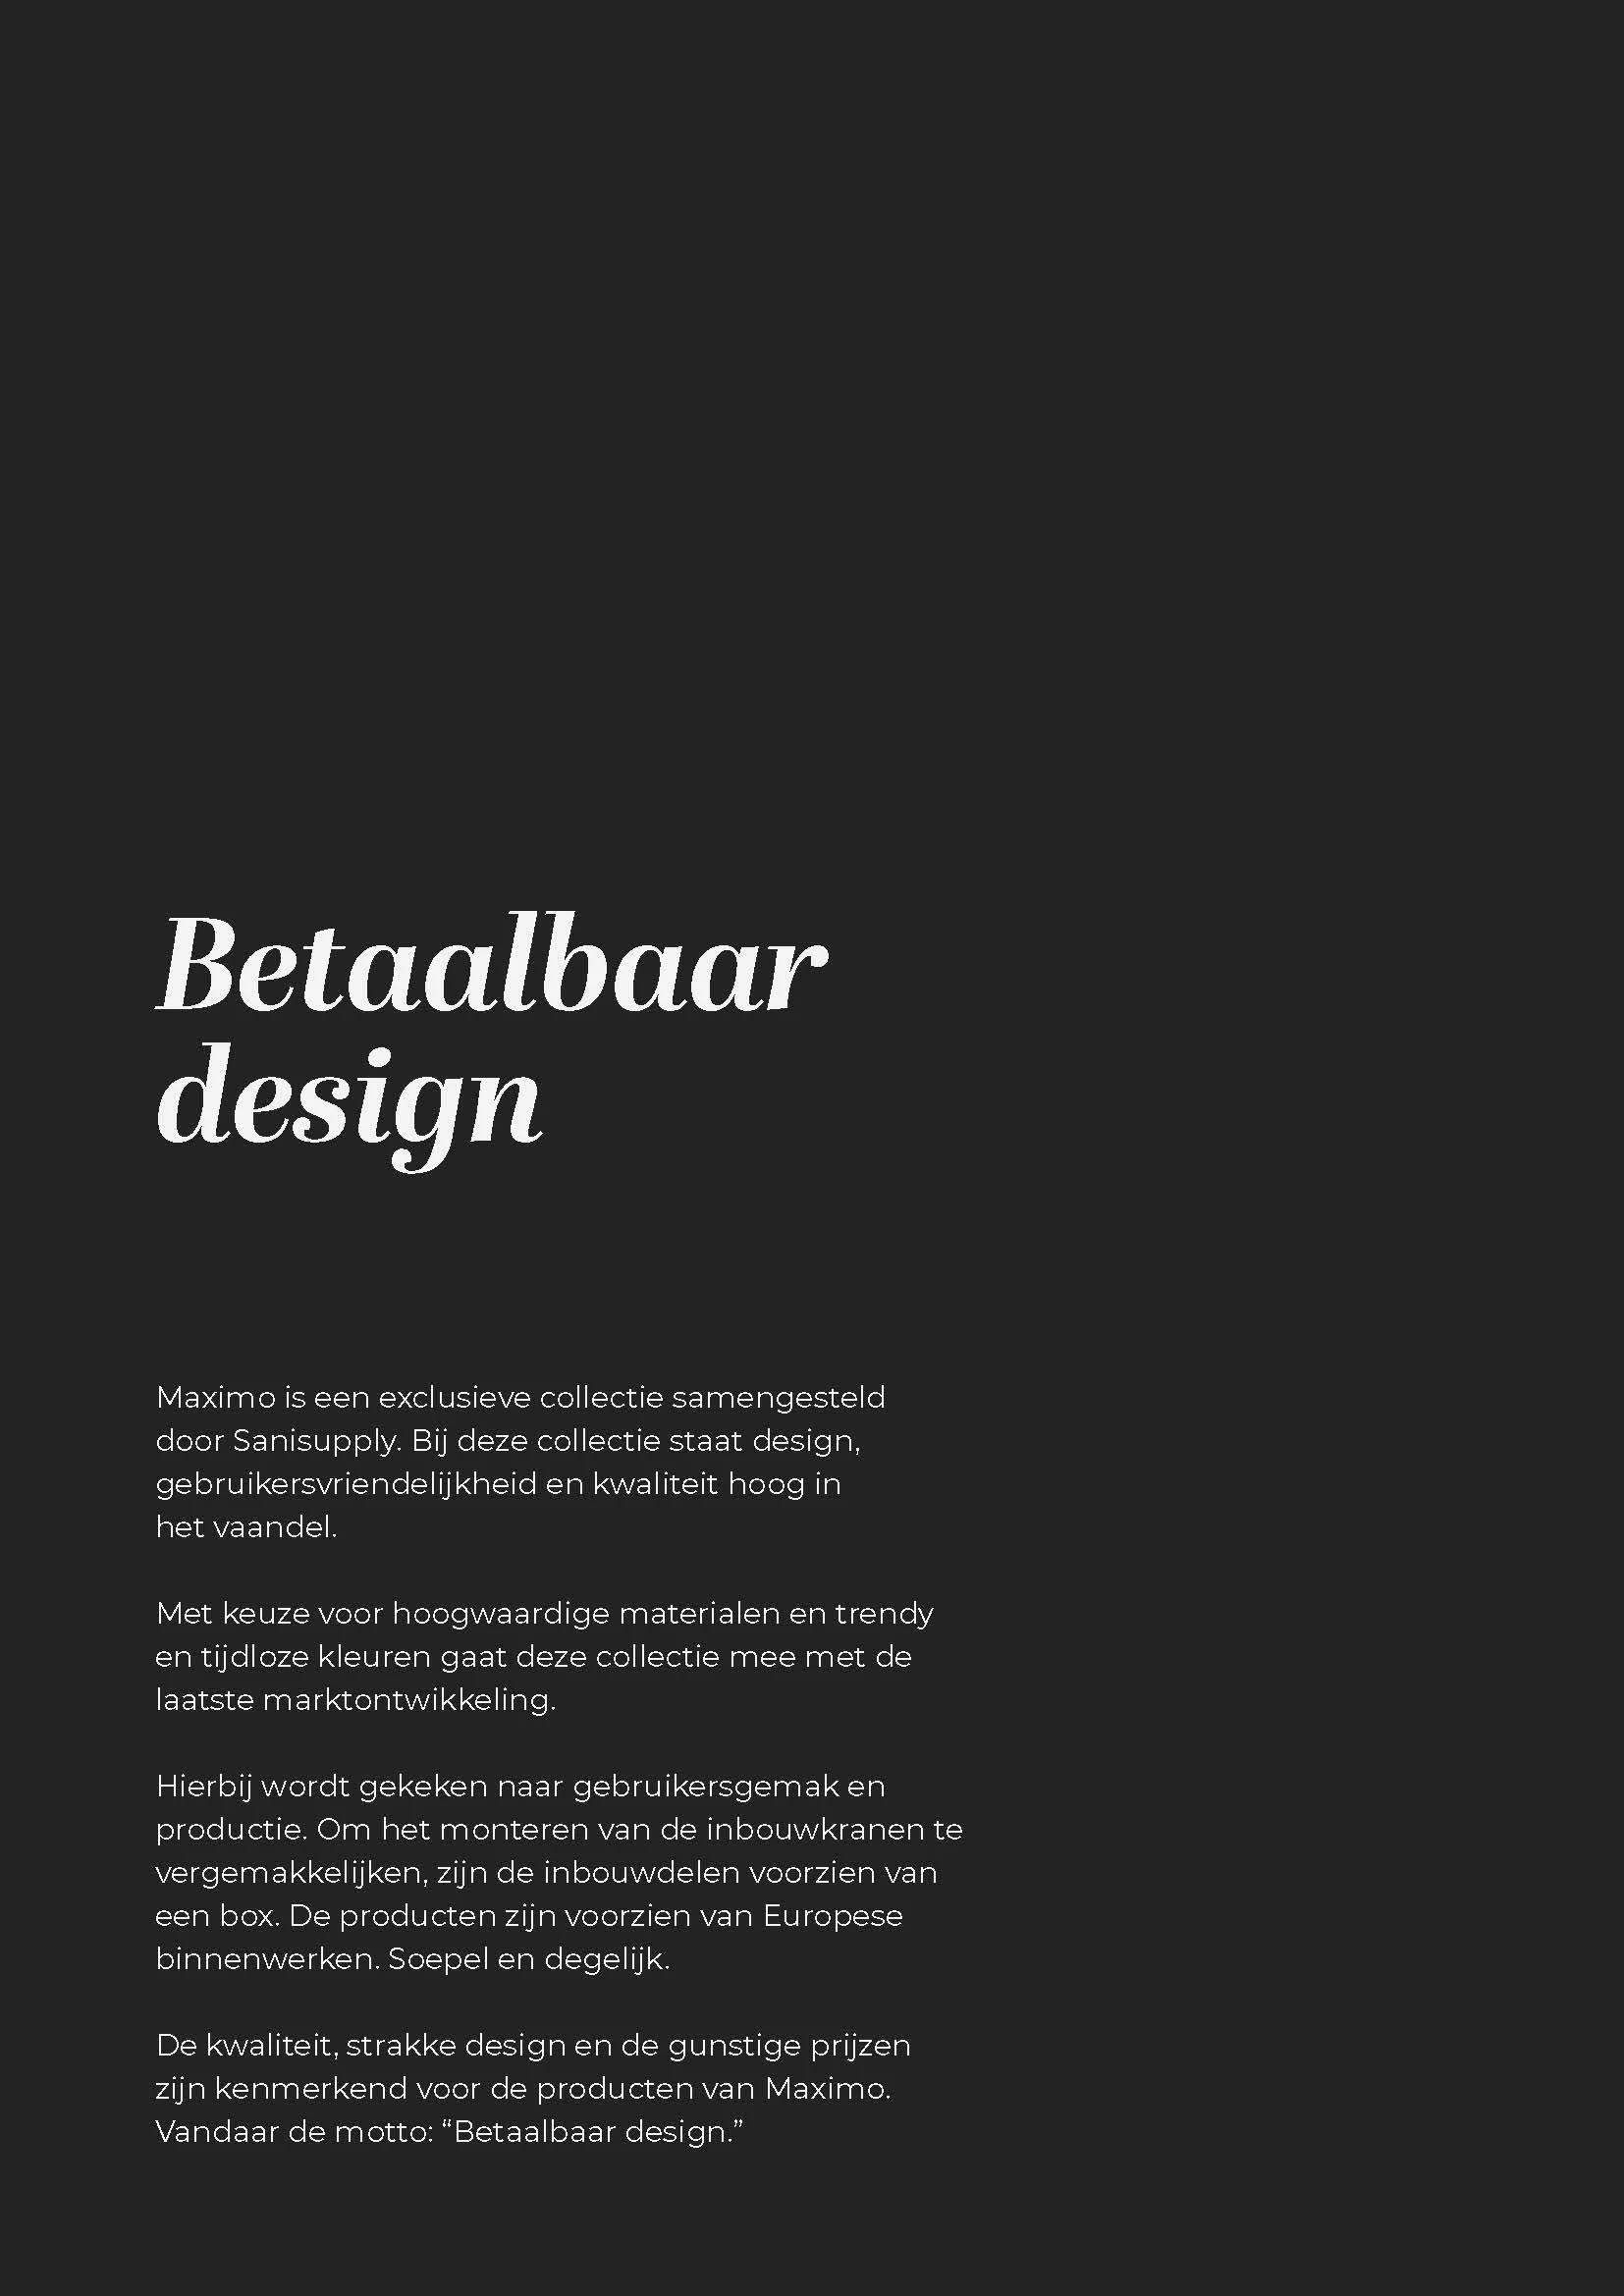 Betaalbaar
design
Maximo is een exclusieve collectie samengesteld
door Sanisupply. Bij deze collectie staat design,
gebruikersvriendelijkheid en kwaliteit hoog in
het vaandel.
Met keuze voor hoogwaardige materialen en trendy
en tijdloze kleuren gaat deze collectie mee met de
laatste marktontwikkeling.
Hierbij wordt gekeken naar gebruikersgemak en
productie. Om het monteren van de inbouwkranen te
vergemakkelijken, zijn de inbouwdelen voorzien van
een box. De producten zijn voorzien van Europese
binnenwerken. Soepel en degelijk.
De kwaliteit, strakke design en de gunstige prijzen
zijn kenmerkend voor de producten van Maximo.
Vandaar de motto: “Betaalbaar design.”